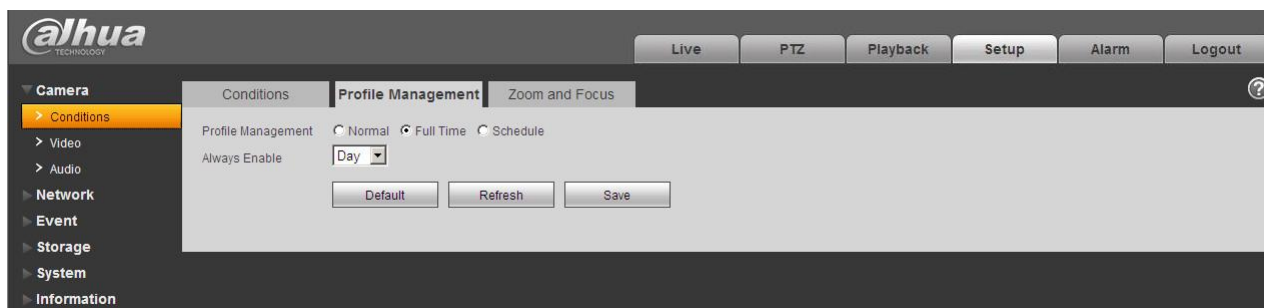 alhua
TECHNOLOGY
Live PTZ Playback Setup Alarm Logout
Camera
> Conditions
> Video
> Audio
Network
Event
Storage
System
Information
Conditions Profile Management Zoom and Focus
?
Profile Management Normal Full Time Schedule
Always Enable Day
Default Refresh Save